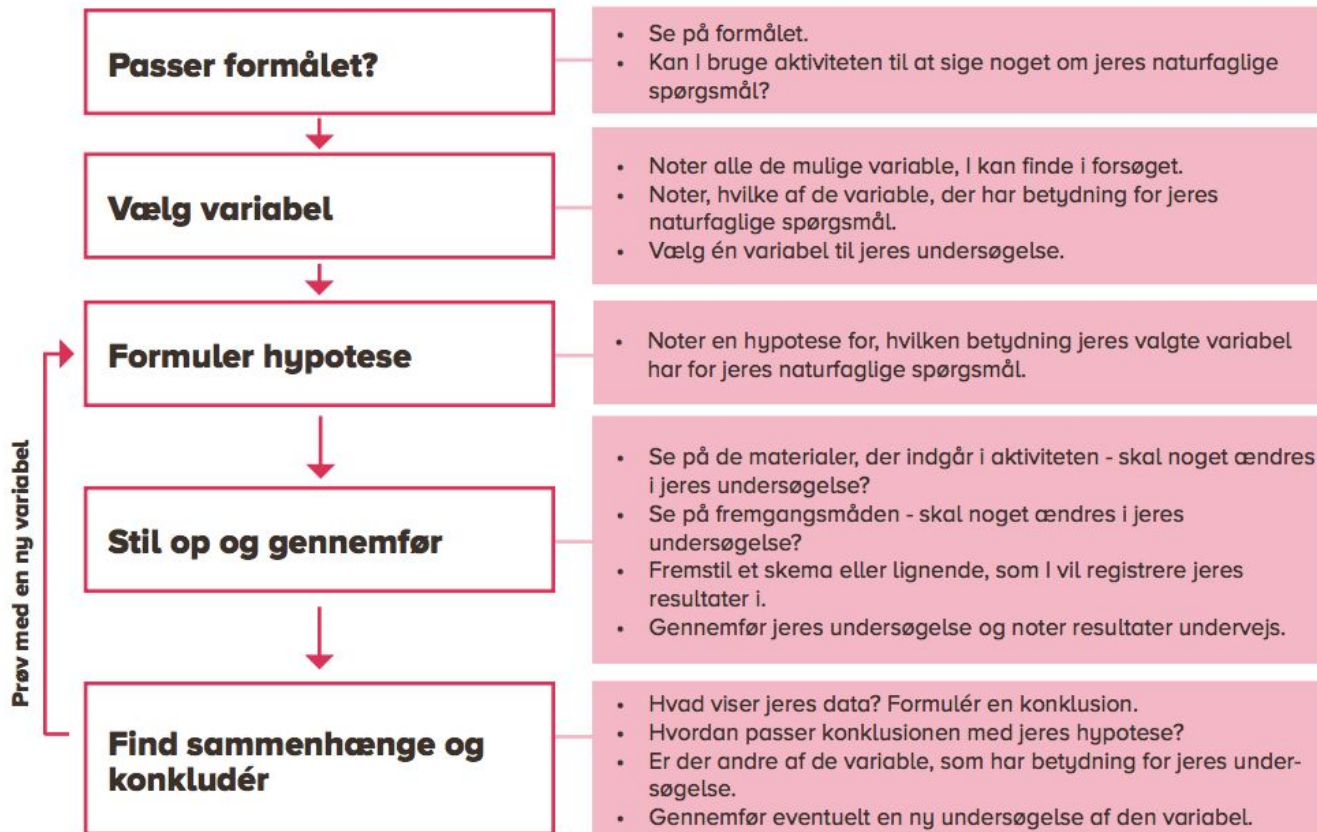 Passer formålet?
• Se på formålet.
• Kan I bruge aktiviteten til at sige noget om jeres naturfaglige
spørgsmål?
Vælg variabel
• Noter alle de mulige variable, I kan finde i forsøget.
• Noter, hvilke af de variable, der har betydning for jeres
naturfaglige spørgsmål.
• Vælg én variabel til jeres undersøgelse.
Formuler hypotese
• Noter en hypotese for, hvilken betydning jeres valgte variabel
har for jeres naturfaglige spørgsmål.
Stil op og gennemfør
• Se på de materialer, der indgår i aktiviteten - skal noget ændres
i jeres undersøgelse?
• Se på fremgangsmåden - skal noget ændres i jeres
undersøgelse?
• Fremstil et skema eller lignende, som I vil registrere jeres
resultater i.
• Gennemfør jeres undersøgelse og noter resultater undervejs.
Find sammenhænge og
konkludér
• Hvad viser jeres data? Formulér en konklusion.
• Hvordan passer konklusionen med jeres hypotese?
• Er der andre af de variable, som har betydning for jeres under-
søgelse.
• Gennemfør eventuelt en ny undersøgelse af den variabel.
Prøv med en ny variabel